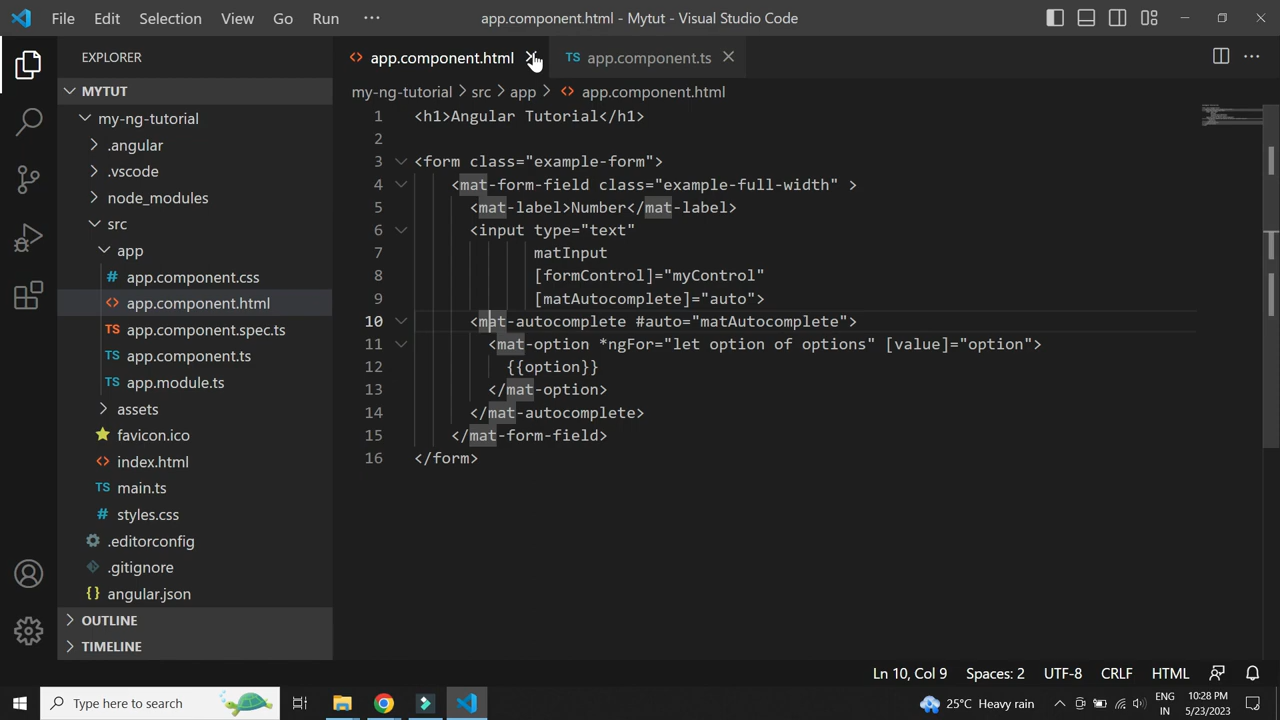 File Edit Selection View Go Run ··· app.component.html - Mytut - Visual Studio Code
EXPLORER
MYTUT
my-ng-tutorial
.angular
.vscode
node_modules
src
app
app.component.css
app.component.html
app.component.spec.ts
TS app.component.ts
TS app.module.ts
assets
favicon.ico
index.html
TS main.ts
styles.css
.editorconfig
.gitignore
{} angular.json
OUTLINE
TIMELINE
<> app.component.html TS app.component.ts
my-ng-tutorial > src > app > <> app.component.html
1 <h1>Angular Tutorial</h1>
2
3 <form class="example-form">
4 <mat-form-field class="example-full-width" >
5 <mat-label>Number</mat-label>
6 <input type="text"
7 matInput
8 [formControl]="myControl"
9 [matAutocomplete]="auto">
10 <mat-autocomplete #auto="matAutocomplete">
11 <mat-option *ngFor="let option of options" [value]="option">
12 {{option}}
13 </mat-option>
14 </mat-autocomplete>
15 </mat-form-field>
16 </form>
Ln 10, Col 9 Spaces: 2 UTF-8 CRLF HTML
Type here to search 25°C Heavy rain ENG IN 10:28 PM 5/23/2023